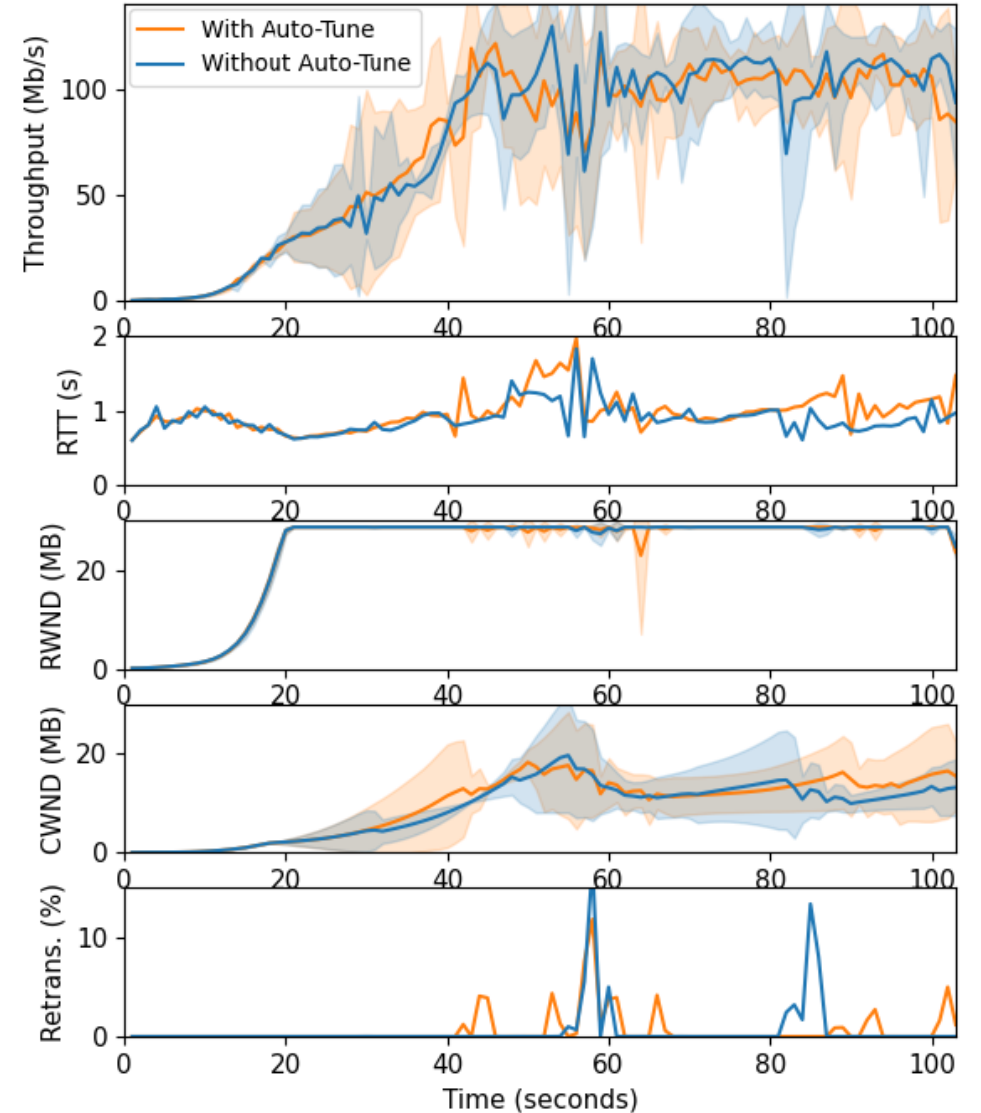 With Auto-Tune
Without Auto-Tune
Throughput (Mb/s)
100
50
0
0 20 40 60 80 100
RTT (s)
2
1
0
0 20 40 60 80 100
RWND (MB)
20
0
0 20 40 60 80 100
CWND (MB)
20
0
0 20 40 60 80 100
Retrans. (%)
10
0
0 20 40 60 80 100
Time (seconds)